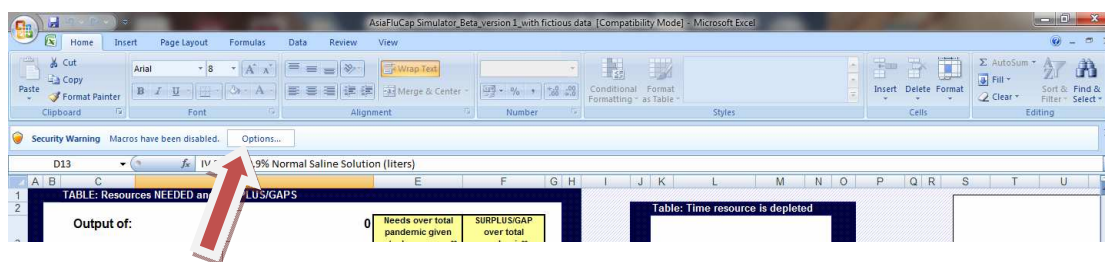 AsiaFluCap Simulator_Beta_version 1_with fictious data [Compatibility Mode] - Microsoft Excel
Home Insert Page Layout Formulas Data Review View
Paste
Cut
Copy
Format Painter
Clipboard
Arial 8
B I U
Font
Wrap Text
Merge & Center
Alignment
% ,
Number
Conditional Formatting
Format as Table
Styles
Insert Delete Format
Cells
Σ AutoSum
Fill
Clear
Sort & Filter
Find & Select
Editing
Security Warning Macros have been disabled. Options...
D13 fx IV 9% Normal Saline Solution (liters)
A B C E F G H I J K L M N O P Q R S T U
1 TABLE: Resources NEEDED an LUS/GAPS
2 Table: Time resource is depleted
Output of: 0
Needs over total pandemic given
SURPLUS/GAP over total